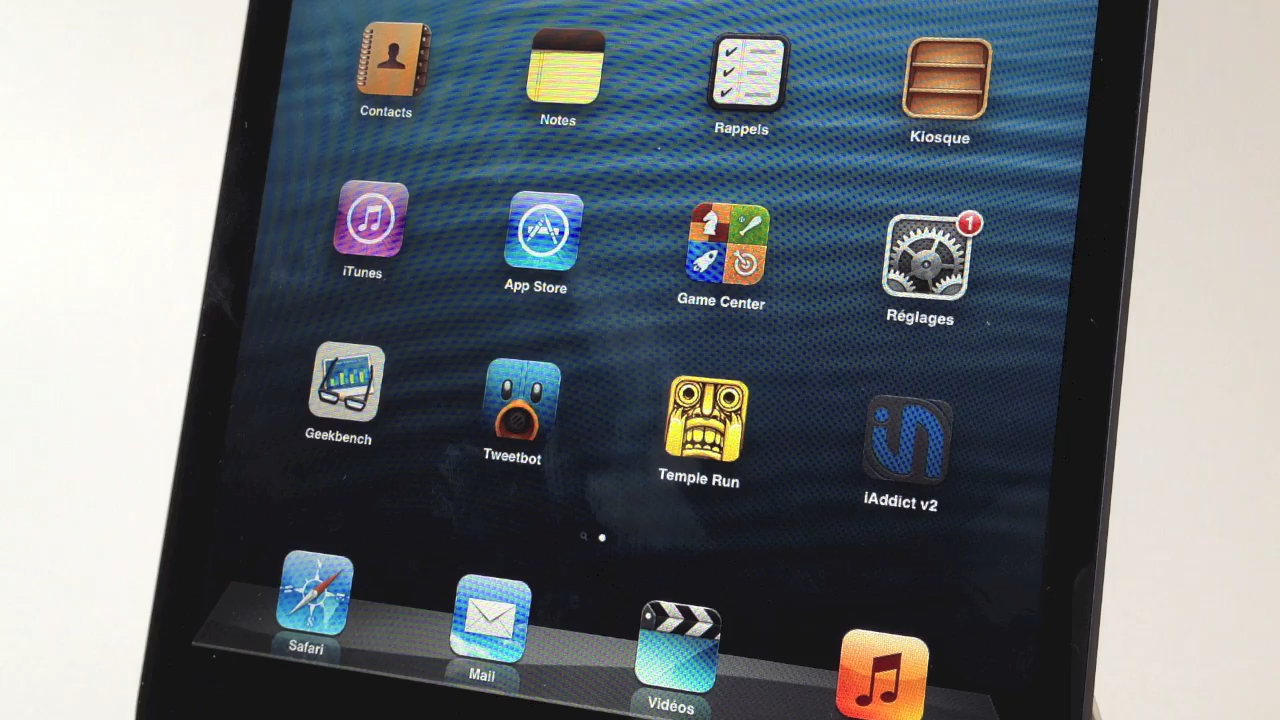 Contacts
Notes
Rappels
Kiosque
iTunes
App Store
Game Center
1
Réglages
Geekbench
Tweetbot
Temple Run
iAddict v2
Safari
Mail
Vidéos